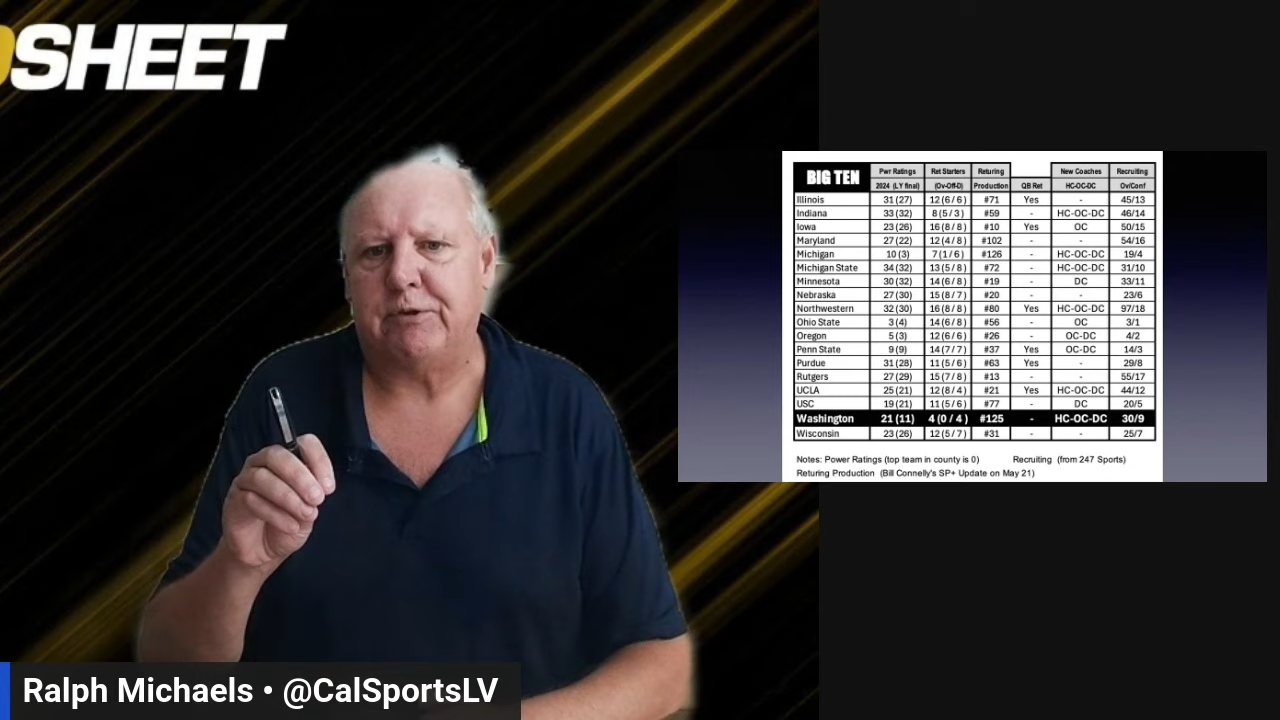 SHEET
BIG TEN Pwr Ratings Ret Starters Returing New Coaches Recruiting
2024 (LY final) (Ov-Off-D) Production QB Ret HC-OC-DC Ov/Conf
Illinois 31 (27) 12 (6 / 6) #71 Yes - 45/13
Indiana 33 (32) 8 (5 / 3) #59 - HC-OC-DC 46/14
Iowa 23 (26) 16 (8 / 8) #10 Yes OC 50/15
Maryland 27 (22) 12 (4 / 8) #102 - - 54/16
Michigan 10 (3) 7 (1 / 6) #126 - HC-OC-DC 19/4
Michigan State 34 (32) 13 (5 / 8) #72 - HC-OC-DC 31/10
Minnesota 30 (32) 14 (6 / 8) #19 - DC 33/11
Nebraska 27 (30) 15 (8 / 7) #20 - - 23/6
Northwestern 32 (30) 16 (8 / 8) #80 Yes HC-OC-DC 97/18
Ohio State 3 (4) 14 (6 / 8) #56 - OC 3/1
Oregon 5 (3) 12 (6 / 6) #26 - OC-DC 4/2
Penn State 9 (9) 14 (7 / 7) #37 Yes OC-DC 14/3
Purdue 31 (28) 11 (5 / 6) #63 Yes - 29/8
Rutgers 27 (29) 15 (7 / 8) #13 - - 55/17
UCLA 25 (21) 12 (8 / 4) #21 Yes HC-OC-DC 44/12
USC 19 (21) 11 (5 / 6) #77 - DC 20/5
Washington 21 (11) 4 (0 / 4) #125 - HC-OC-DC 30/9
Wisconsin 23 (26) 12 (5 / 7) #31 - - 25/7
Notes: Power Ratings (top team in county is 0) Recruiting (from 247 Sports)
Returing Production (Bill Connelly's SP+ Update on May 21)
Ralph Michaels • @CalSportsLV